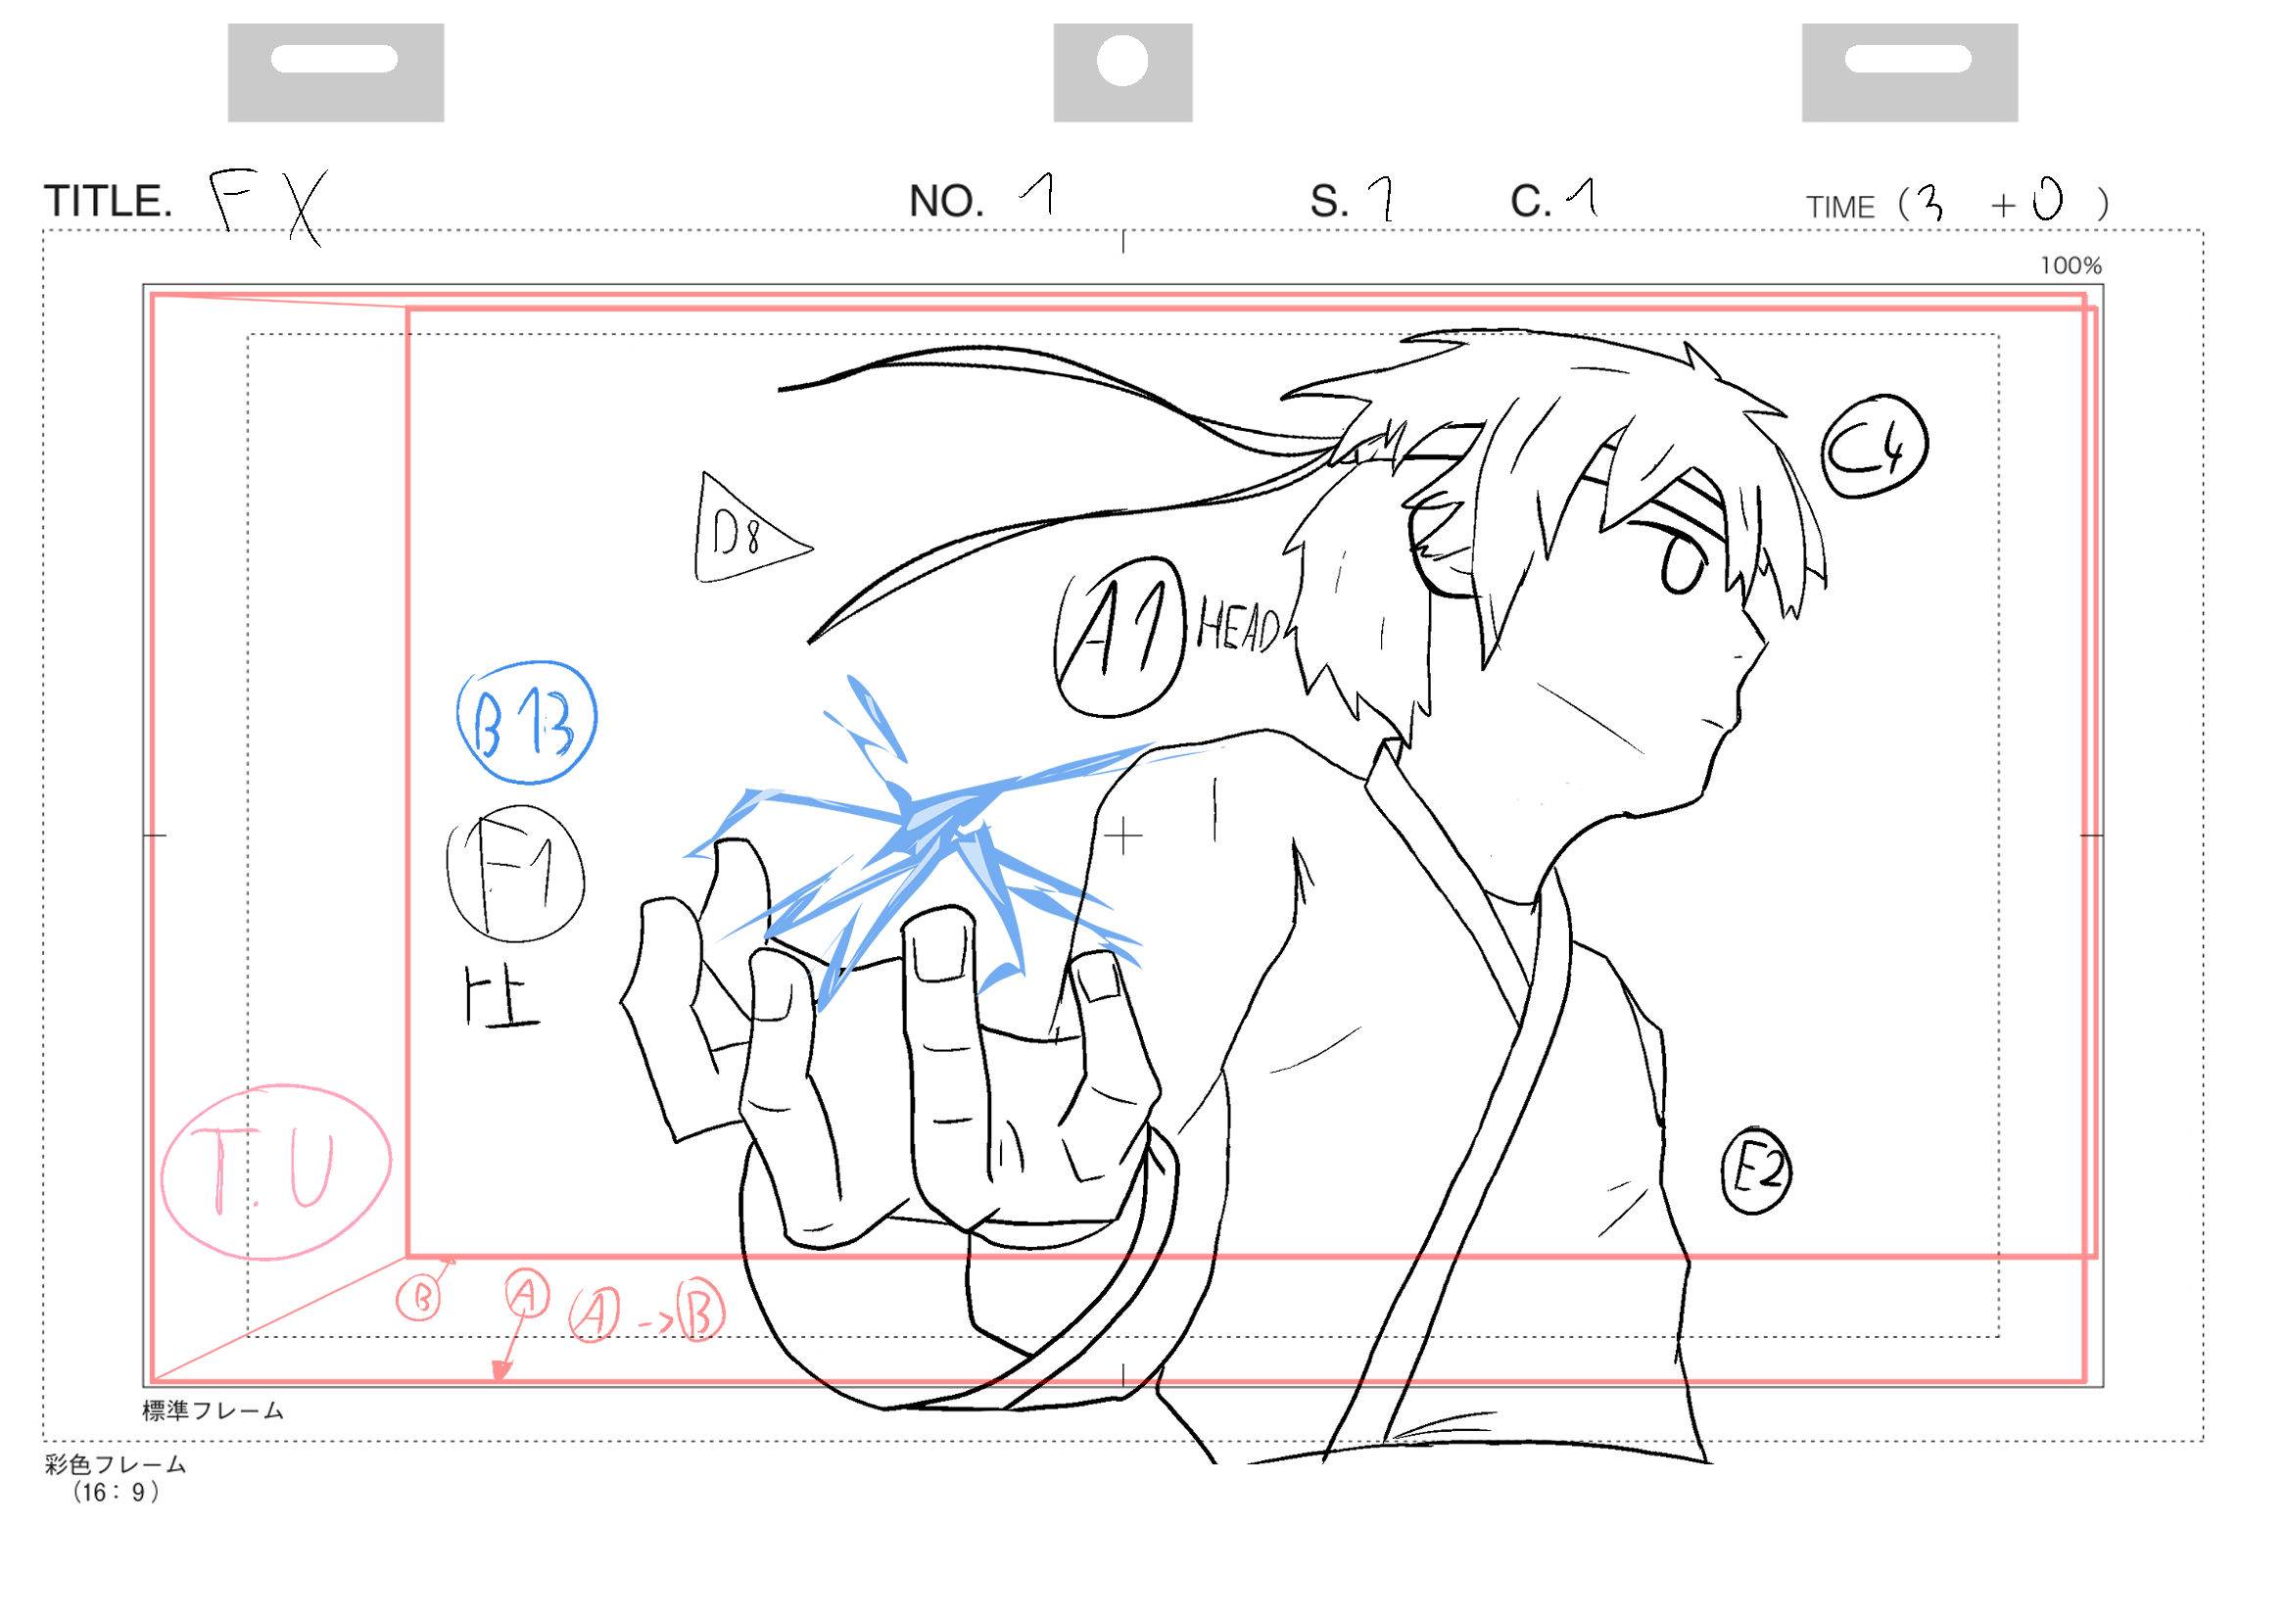 TITLE. FX NO. 1 S. 1 C. 1 TIME (3 + 0)
100%
C4
D8
A1 HEAD
B13
F1
仕
T.U
E2
B A A->B
標準フレーム
彩色フレーム
(16:9)